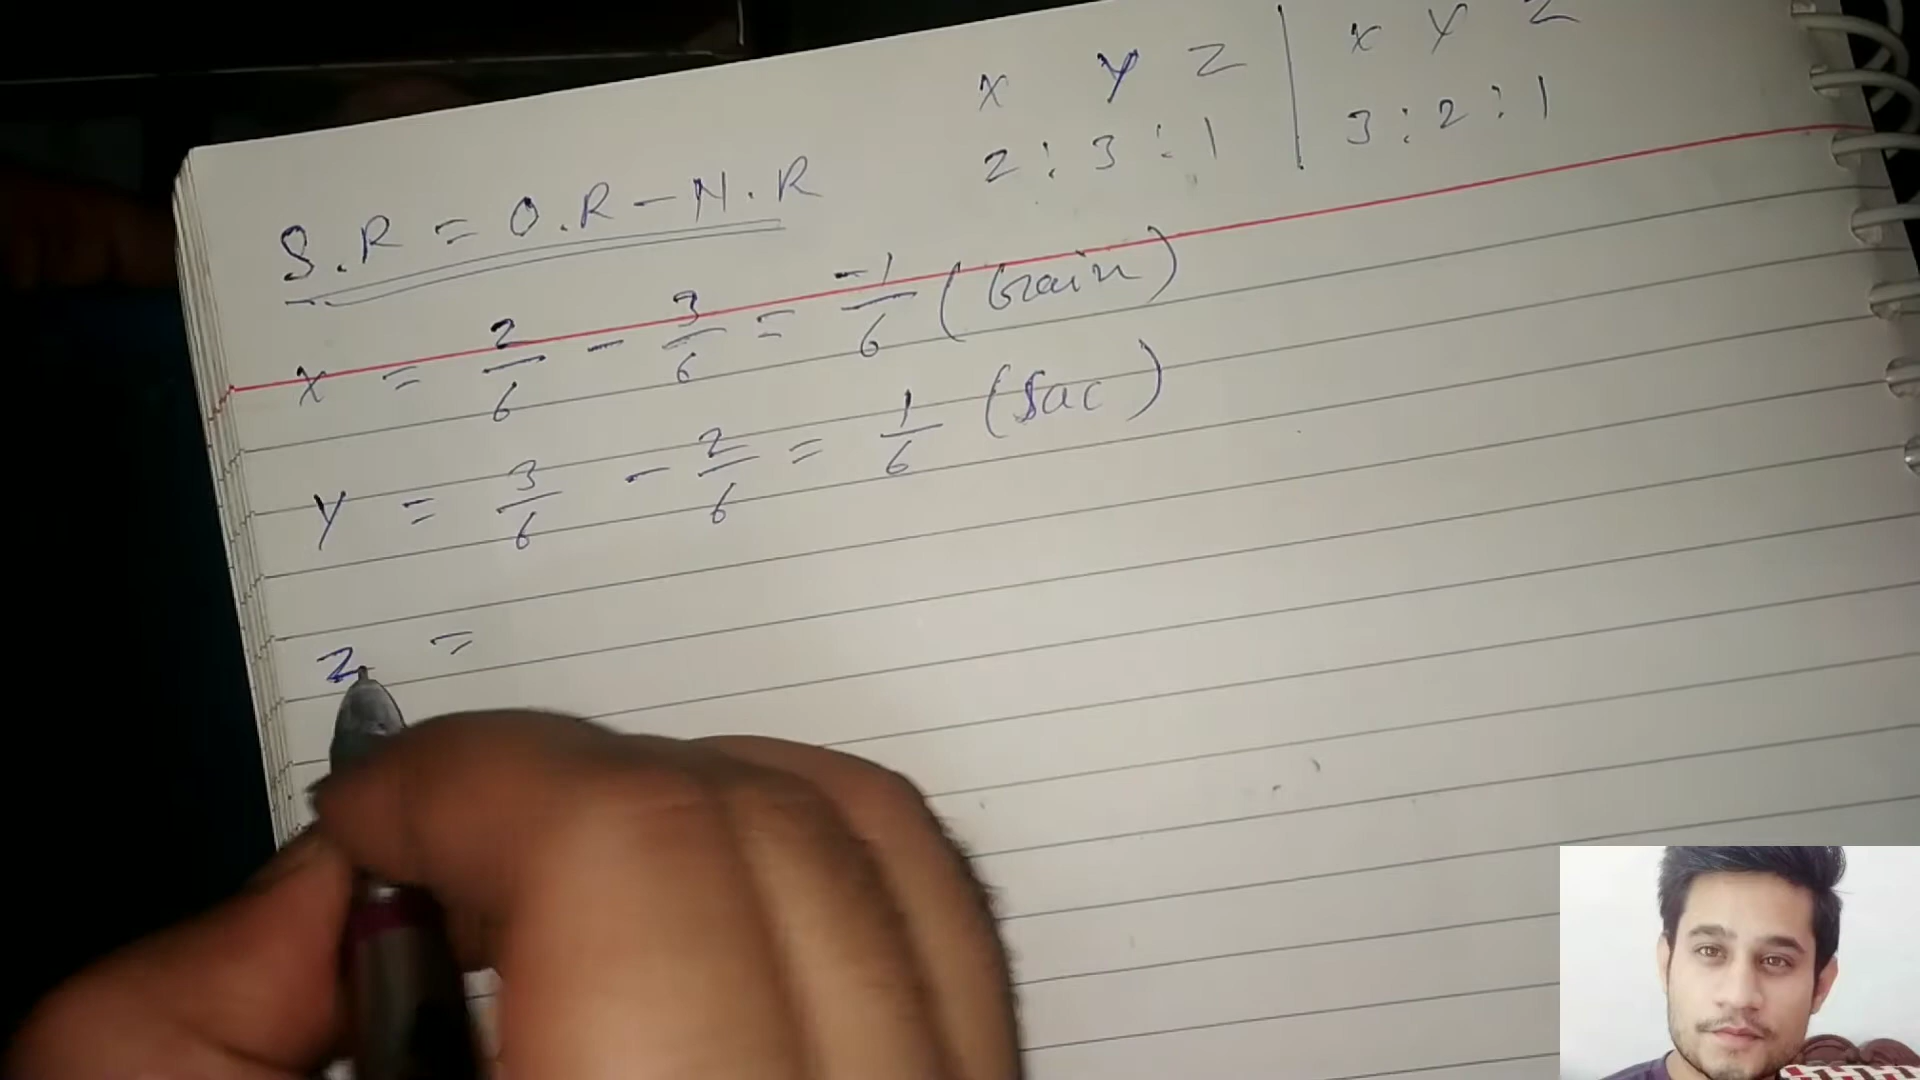 X Y Z | X Y Z
2 : 3 : 1 | 3 : 2 : 1
S.R = O.R - N.R
X = 2/6 - 3/6 = -1/6 (Gain)
Y = 3/6 - 2/6 = 1/6 (Sac)
Z =